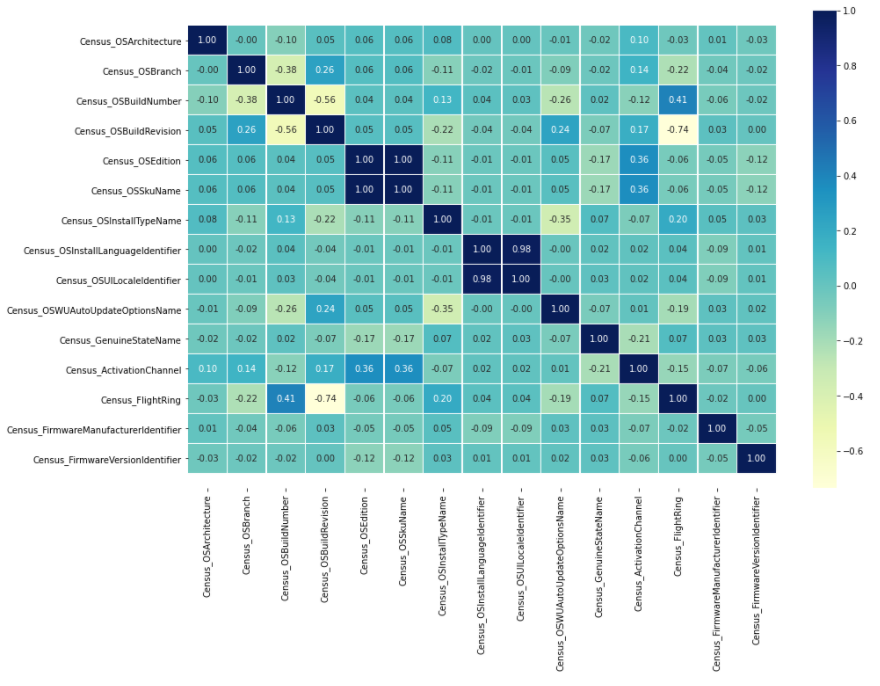 1.0
Census_OSArchitecture 1.00 -0.00 -0.10 0.05 0.06 0.06 0.08 0.00 0.00 -0.01 -0.02 0.10 -0.03 0.01 -0.03
Census_OSBranch -0.00 1.00 -0.38 0.26 0.06 0.06 -0.11 -0.02 -0.01 -0.09 -0.02 0.14 -0.22 -0.04 -0.02
0.8
Census_OSBuildNumber -0.10 -0.38 1.00 -0.56 0.04 0.04 0.13 0.04 0.03 -0.26 0.02 -0.12 0.41 -0.06 -0.02
Census_OSBuildRevision 0.05 0.26 -0.56 1.00 0.05 0.05 -0.22 -0.04 -0.04 0.24 -0.07 0.17 -0.74 0.03 0.00
0.6
Census_OSEdition 0.06 0.06 0.04 0.05 1.00 1.00 -0.11 -0.01 -0.01 0.05 -0.17 0.36 -0.06 -0.05 -0.12
Census_OSSkuName 0.06 0.06 0.04 0.05 1.00 1.00 -0.11 -0.01 -0.01 0.05 -0.17 0.36 -0.06 -0.05 -0.12
0.4
Census_OSInstallTypeName 0.08 -0.11 0.13 -0.22 -0.11 -0.11 1.00 -0.01 -0.01 -0.35 0.07 -0.07 0.20 0.05 0.03
0.2
Census_OSInstallLanguageIdentifier 0.00 -0.02 0.04 -0.04 -0.01 -0.01 -0.01 1.00 0.98 -0.00 0.02 0.02 0.04 -0.09 0.01
Census_OSUILocaleIdentifier 0.00 -0.01 0.03 -0.04 -0.01 -0.01 -0.01 0.98 1.00 -0.00 0.03 0.02 0.04 -0.09 0.01
0.0
Census_OSWUAutoUpdateOptionsName -0.01 -0.09 -0.26 0.24 0.05 0.05 -0.35 -0.00 -0.00 1.00 -0.07 0.01 -0.19 0.03 0.02
Census_GenuineStateName -0.02 -0.02 0.02 -0.07 -0.17 -0.17 0.07 0.02 0.03 -0.07 1.00 -0.21 0.07 0.03 0.03
−0.2
Census_ActivationChannel 0.10 0.14 -0.12 0.17 0.36 0.36 -0.07 0.02 0.02 0.01 -0.21 1.00 -0.15 -0.07 -0.06
Census_FlightRing -0.03 -0.22 0.41 -0.74 -0.06 -0.06 0.20 0.04 0.04 -0.19 0.07 -0.15 1.00 -0.02 0.00
−0.4
Census_FirmwareManufacturerIdentifier 0.01 -0.04 -0.06 0.03 -0.05 -0.05 0.05 -0.09 -0.09 0.03 0.03 -0.07 -0.02 1.00 -0.05
−0.6
Census_FirmwareVersionIdentifier -0.03 -0.02 -0.02 0.00 -0.12 -0.12 0.03 0.01 0.01 0.02 0.03 -0.06 0.00 -0.05 1.00
Census_OSArchitecture
Census_OSBranch
Census_OSBuildNumber
Census_OSBuildRevision
Census_OSEdition
Census_OSSkuName
Census_OSInstallTypeName
Census_OSInstallLanguageIdentifier
Census_OSUILocaleIdentifier
Census_OSWUAutoUpdateOptionsName
Census_GenuineStateName
Census_ActivationChannel
Census_FlightRing
Census_FirmwareManufacturerIdentifier
Census_FirmwareVersionIdentifier